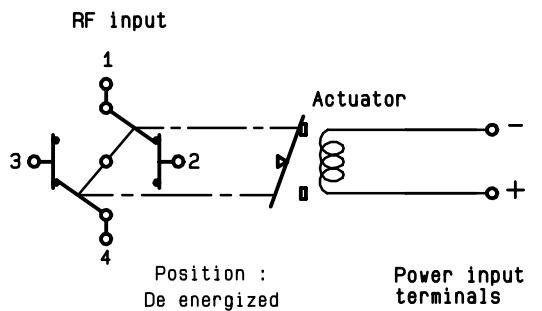 RF input
1
Actuator
-
3
2
+
4
Position :
De energized
Power input
terminals